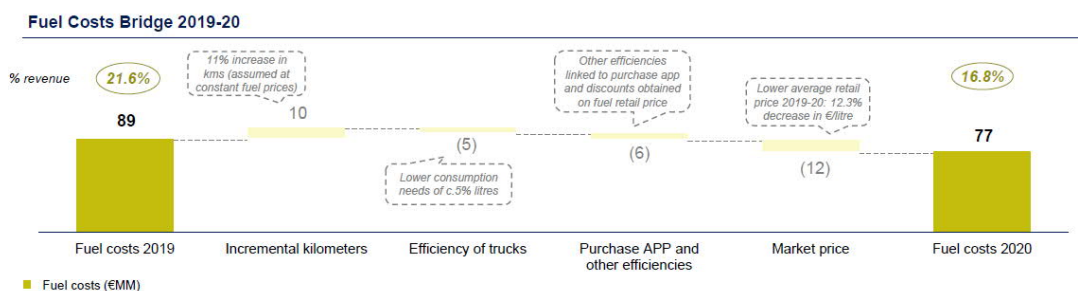 Fuel Costs Bridge 2019-20
% revenue
21.6%
11% increase in
kms (assumed at
constant fuel prices)
Other efficiencies
linked to purchase app
and discounts obtained
on fuel retail price
Lower average retail
price 2019-20: 12.3%
decrease in €/litre
16.8%
89
10
(5)
(6)
(12)
77
Lower consumption
needs of c.5% litres
Fuel costs 2019
Incremental kilometers
Efficiency of trucks
Purchase APP and
other efficiencies
Market price
Fuel costs 2020
Fuel costs (€MM)